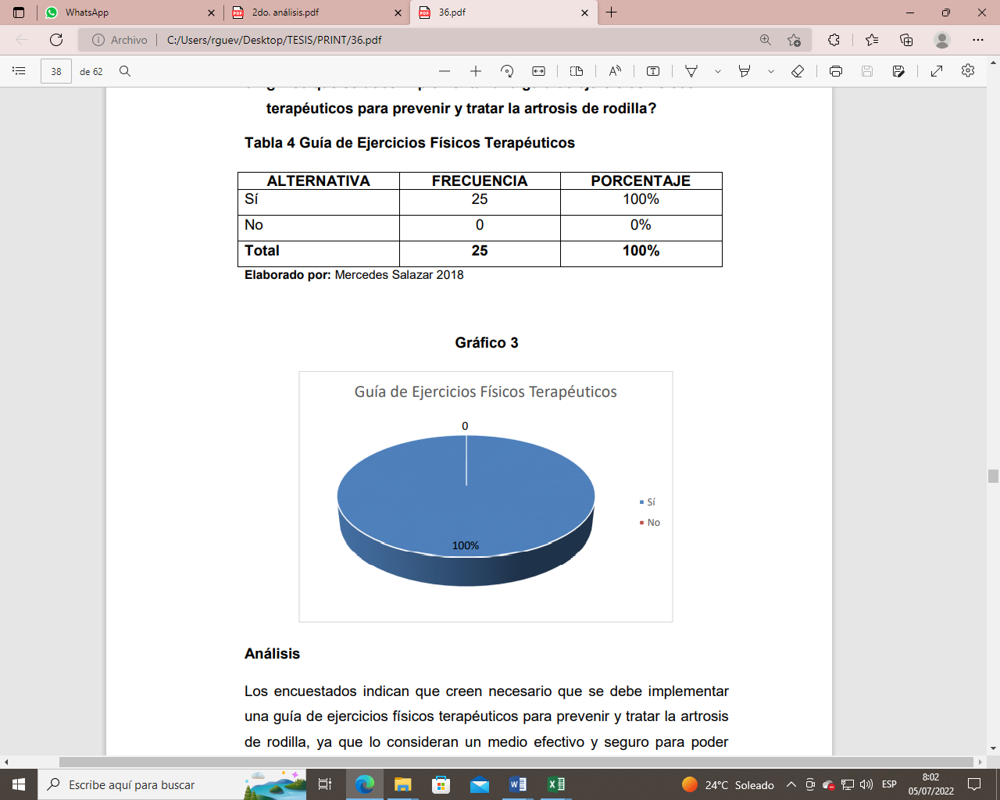 WhatsApp
2do. análisis.pdf
36.pdf
Archivo
C:/Users/rguev/Desktop/TESIS/PRINT/36.pdf
38
de 62
terapéuticos para prevenir y tratar la artrosis de rodilla?
Tabla 4 Guía de Ejercicios Físicos Terapéuticos
ALTERNATIVA FRECUENCIA PORCENTAJE
Sí 25 100%
No 0 0%
Total 25 100%
Elaborado por: Mercedes Salazar 2018
Gráfico 3
Guía de Ejercicios Físicos Terapéuticos
0
100%
Sí
No
Análisis
Los encuestados indican que creen necesario que se debe implementar
una guía de ejercicios físicos terapéuticos para prevenir y tratar la artrosis
de rodilla, ya que lo consideran un medio efectivo y seguro para poder
Escribe aquí para buscar
24°C Soleado
ESP
8:02
05/07/2022